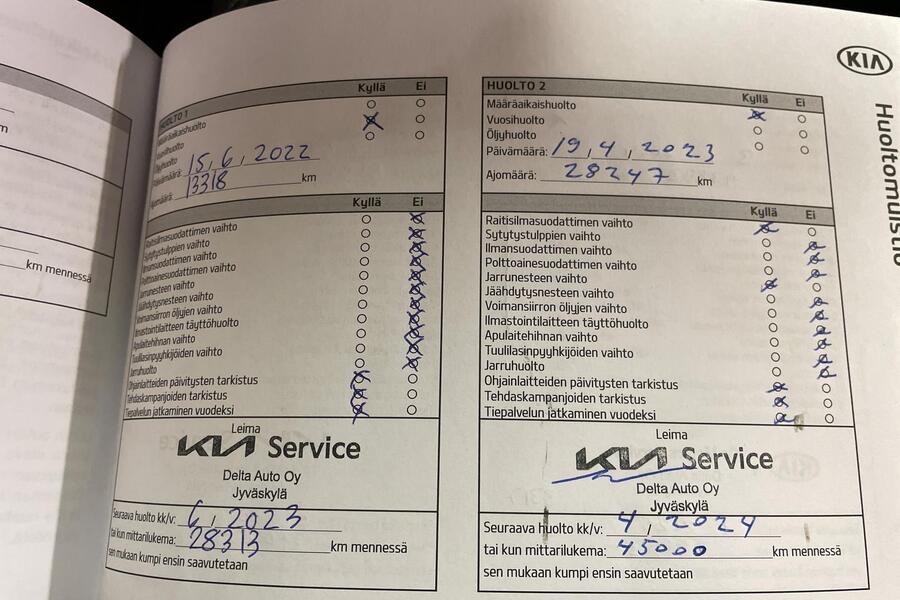 km mennessä
KIA
Huoltomuistio
HUOLTO 1 Kyllä Ei
Määräaikaishuolto
Vuosihuolto
Öljyhuolto
Päivämäärä: 15, 6, 2022
Ajomäärä: 13318 km
Kyllä Ei
Raitisilmasuodattimen vaihto
Sytytystulppien vaihto
Ilmansuodattimen vaihto
Polttoainesuodattimen vaihto
Jarrunesteen vaihto
Jäähdytysnesteen vaihto
Voimansiirron öljyjen vaihto
Ilmastointilaitteen täyttöhuolto
Apulaitehihnan vaihto
Tuulilasinpyyhkijöiden vaihto
Jarruhuolto
Ohjainlaitteiden päivitysten tarkistus
Tehdaskampanjoiden tarkistus
Tiepalvelun jatkaminen vuodeksi
Leima
KIA Service
Delta Auto Oy
Jyväskylä
Seuraava huolto kk/v: 6, 2023
tai kun mittarilukema: 28313 km mennessä
sen mukaan kumpi ensin saavutetaan
HUOLTO 2 Kyllä Ei
Määräaikaishuolto
Vuosihuolto
Öljyhuolto
Päivämäärä: 19, 4, 2023
Ajomäärä: 28247 km
Kyllä Ei
Raitisilmasuodattimen vaihto
Sytytystulppien vaihto
Ilmansuodattimen vaihto
Polttoainesuodattimen vaihto
Jarrunesteen vaihto
Jäähdytysnesteen vaihto
Voimansiirron öljyjen vaihto
Ilmastointilaitteen täyttöhuolto
Apulaitehihnan vaihto
Tuulilasinpyyhkijöiden vaihto
Jarruhuolto
Ohjainlaitteiden päivitysten tarkistus
Tehdaskampanjoiden tarkistus
Tiepalvelun jatkaminen vuodeksi
Leima
KIA Service
Delta Auto Oy
Jyväskylä
Seuraava huolto kk/v: 4, 2024
tai kun mittarilukema: 45000 km mennessä
sen mukaan kumpi ensin saavutetaan